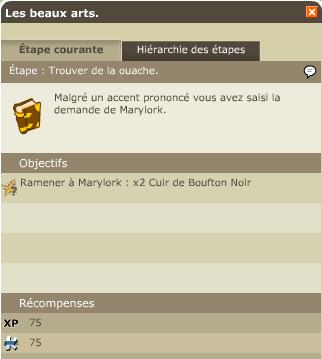 Les beaux arts.
Étape courante
Hiérarchie des étapes
Étape : Trouver de la ouache.
Malgré un accent prononcé vous avez saisi la
demande de Marylork.
Objectifs
Ramener à Marylork : x2 Cuir de Boufton Noir
Récompenses
XP 75
75